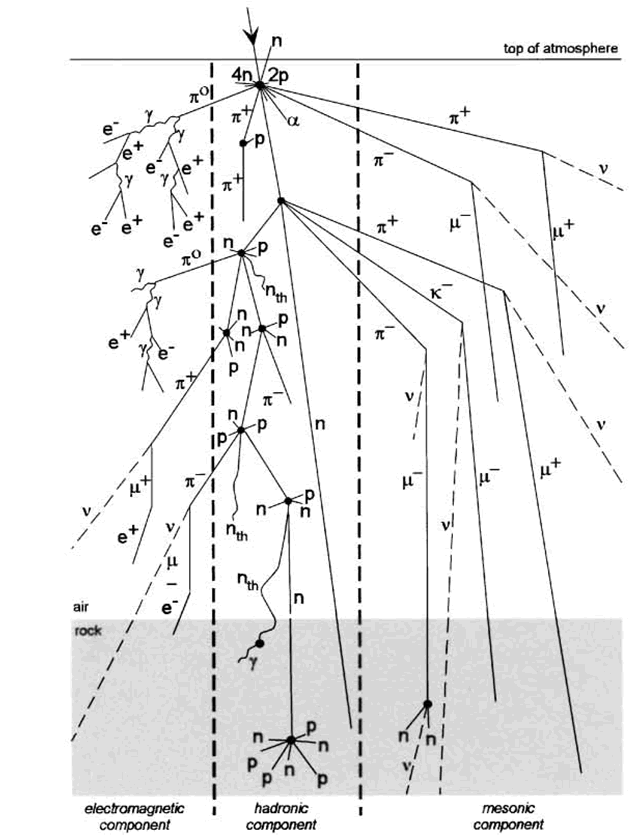 n
top of atmosphere
4n 2p
π⁰
π⁺
α
π⁺
γ
e⁻
γ
p
e⁺
e⁻
e⁺
π⁻
ν
γ
γ
π⁺
e⁻
e⁺
e⁺
e⁻
π⁺
μ⁻
μ⁺
n p
π⁰
γ
n_th
κ⁻
γ
ν
n
n p
π⁻
n
n
e⁺
γ
e⁻
p
π⁺
π⁻
ν
n
p
n
ν
p
π⁻
μ⁺
μ⁻
μ⁻
μ⁺
p
n n
ν
ν
n_th
ν
e⁺
μ⁻
n_th
n
e⁻
air
rock
γ
p
n n
n n
p n
p p
ν
electromagnetic component
hadronic component
mesonic component